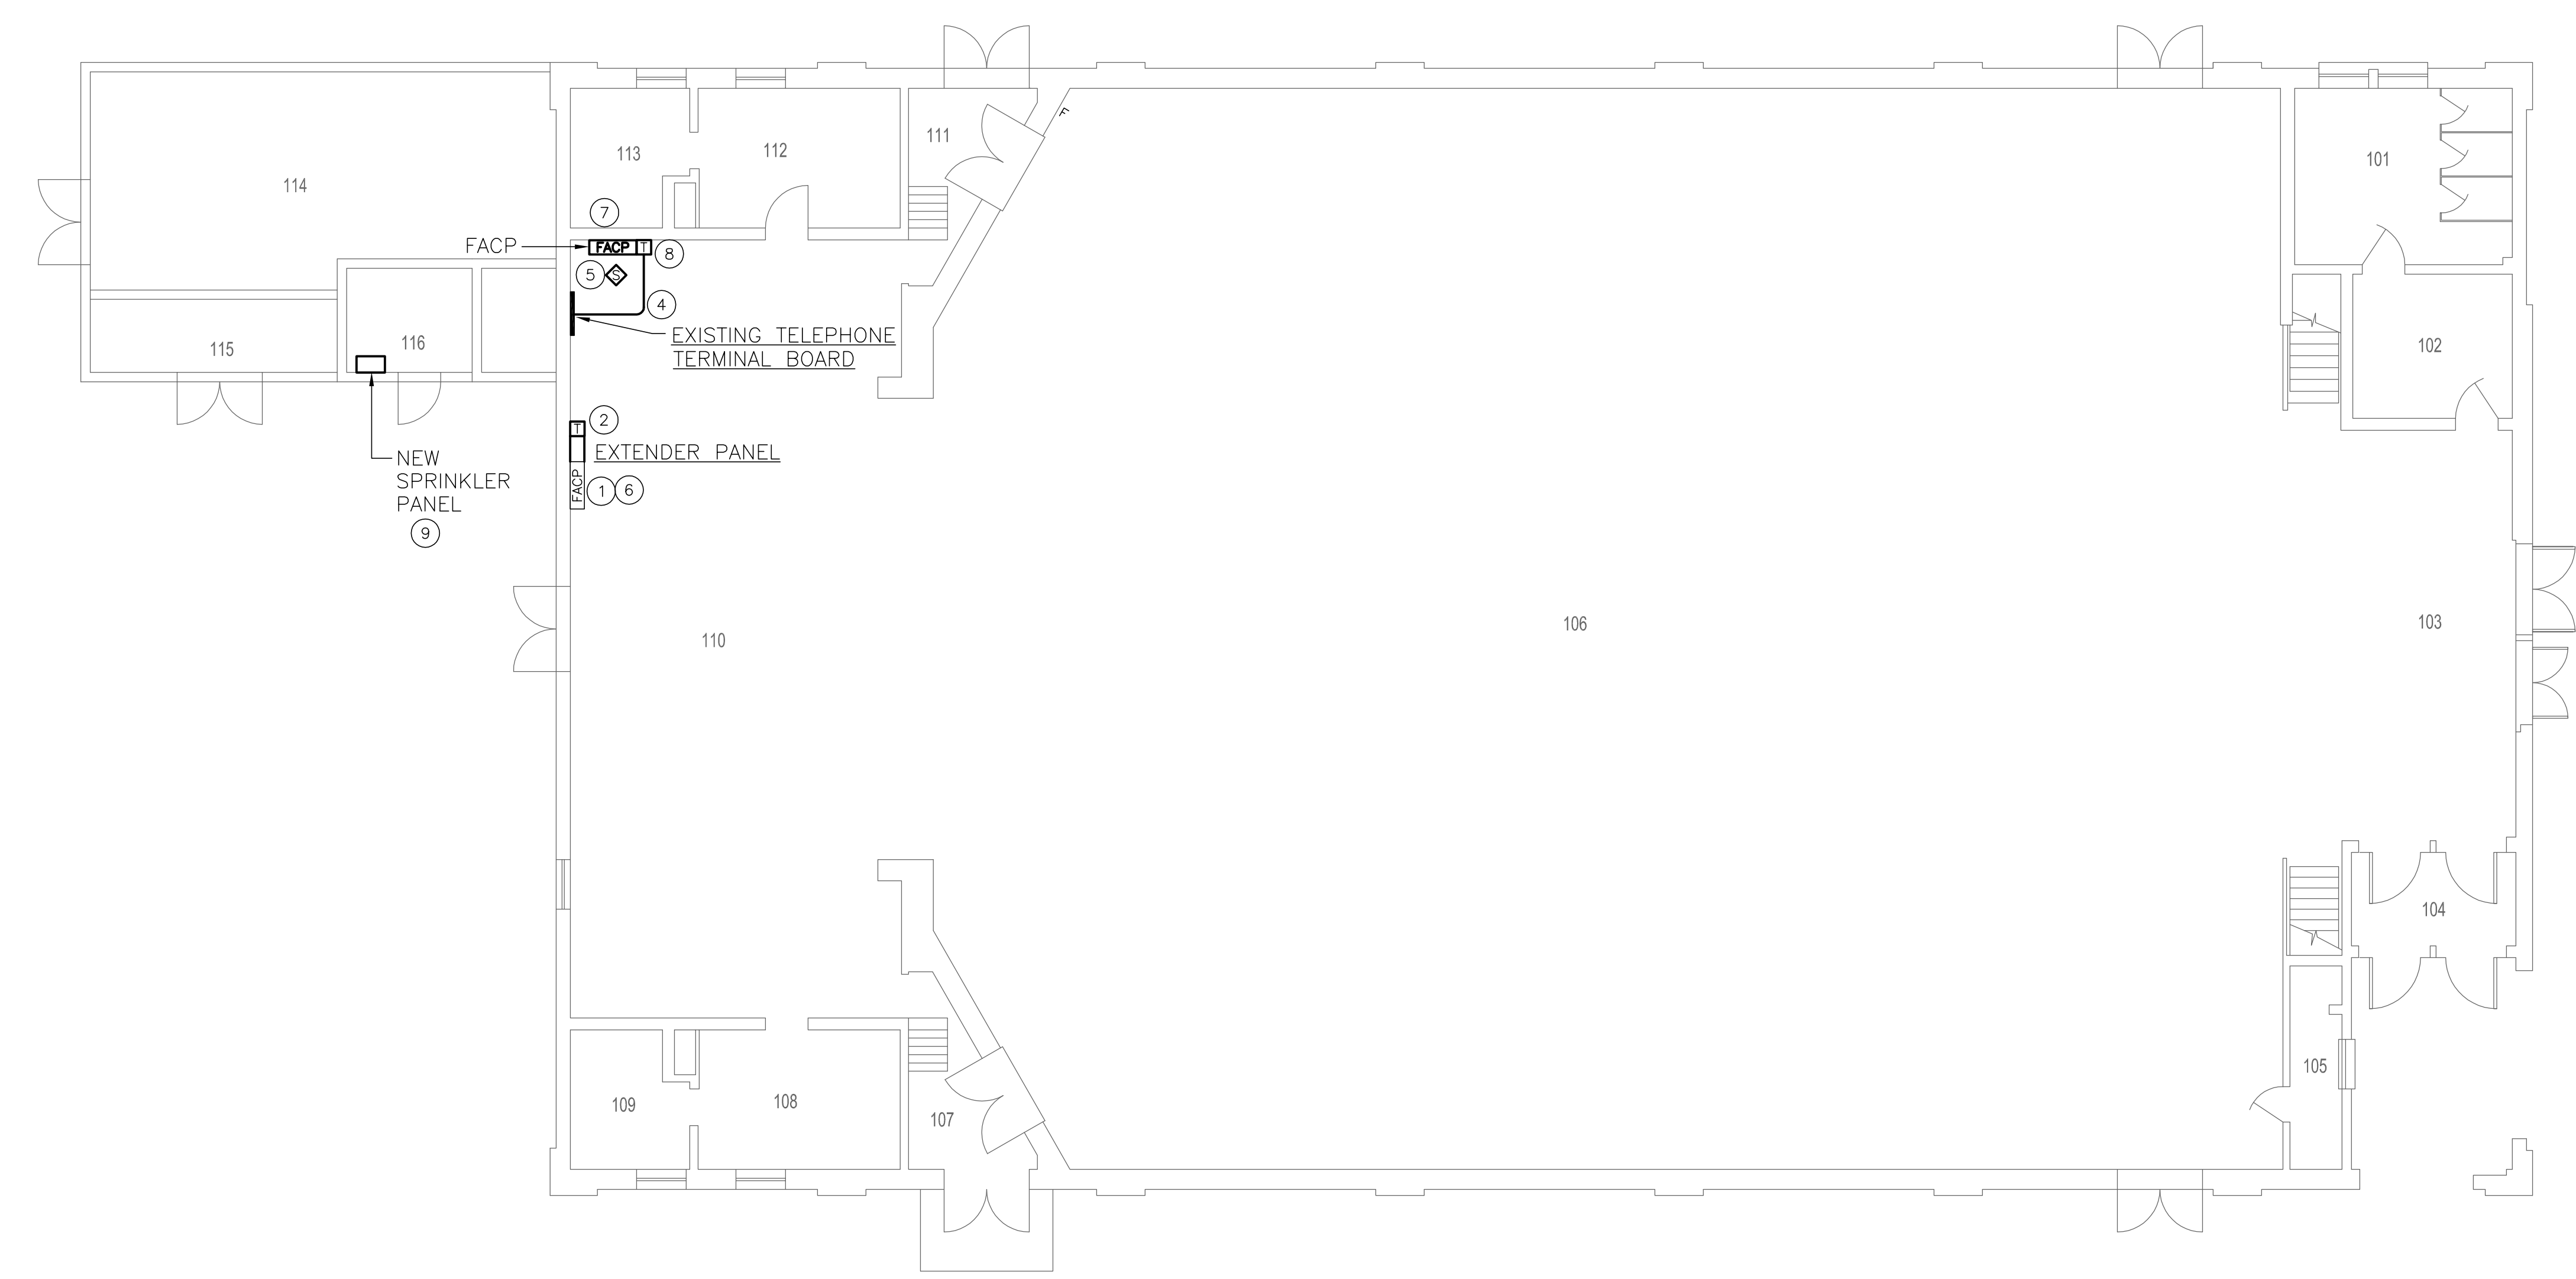 F
111
113
112
101
114
7
FACP
FACP T
8
5 S
4
EXISTING TELEPHONE
TERMINAL BOARD
115
116
102
T
2
EXTENDER PANEL
FACP
1 6
NEW
SPRINKLER
PANEL
9
110
106
103
104
105
109
108
107